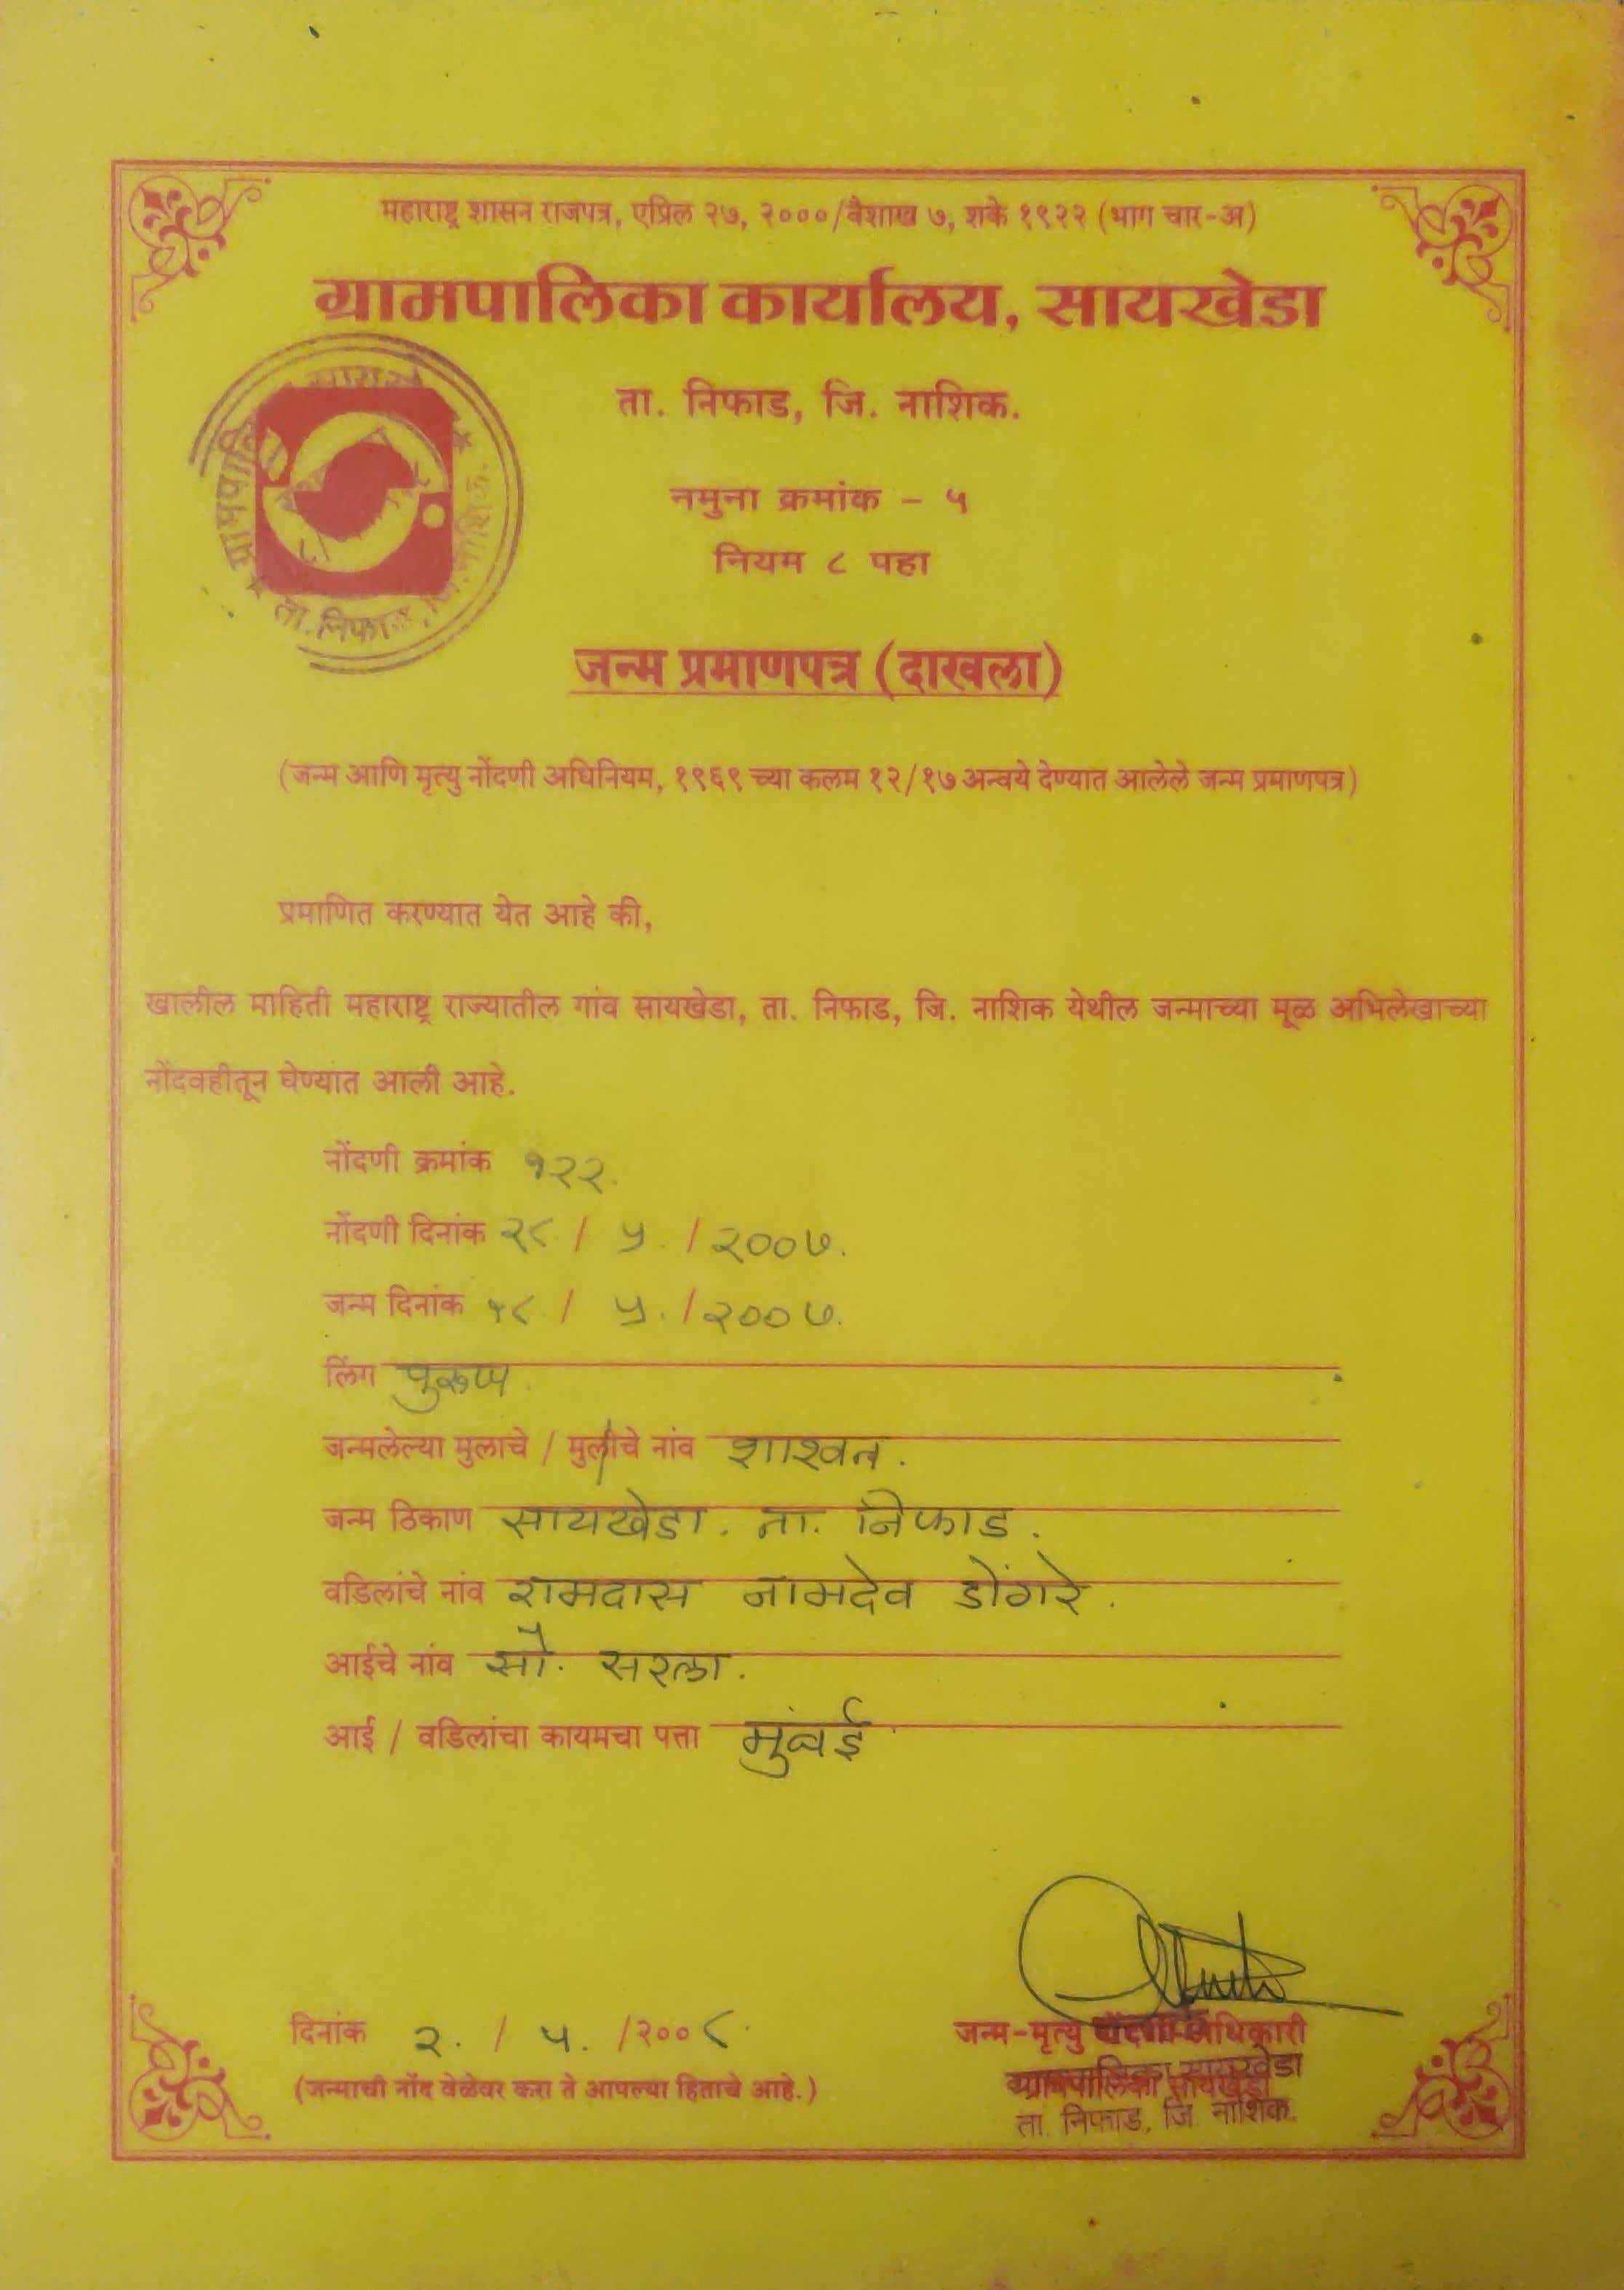 महाराष्ट्र शासन राजपत्र, एप्रिल २७, २०००/वैशाख ७, शके १९२२ (भाग चार-अ)
ग्रामपालिका कार्यालय, सायखेडा
ता. निफाड, जि. नाशिक.
नमुना क्रमांक - ५
नियम ८ पहा
ता. निफाड, जि. नाशिक.
जन्म प्रमाणपत्र (दाखला)
(जन्म आणि मृत्यु नोंदणी अधिनियम, १९६९ च्या कलम १२/१७ अन्वये देण्यात आलेले जन्म प्रमाणपत्र)
प्रमाणित करण्यात येत आहे की,
खालील माहिती महाराष्ट्र राज्यातील गांव सायखेडा, ता. निफाड, जि. नाशिक येथील जन्माच्या मूळ अभिलेखाच्या
नोंदवहीतून घेण्यात आली आहे.
नोंदणी क्रमांक १२२.
नोंदणी दिनांक २८ / ५. / २००७.
जन्म दिनांक १८. / ५. / २००७.
लिंग पुरुष
जन्मलेल्या मुलाचे / मुलीचे नांव शाश्वत.
जन्म ठिकाण सायखेडा. ता. निफाड.
वडिलांचे नांव रामदास नामदेव डोंगरे.
आईचे नांव सौ. सरला.
आई / वडिलांचा कायमचा पत्ता मुंबई
दिनांक २. / ५. /२००८.
जन्म-मृत्यु नोंदणी अधिकारी
(जन्माची नोंद वेळेवर करा ते आपल्या हिताचे आहे.)
ग्रामपालिका सायखेडा
ता. निफाड, जि. नाशिक.